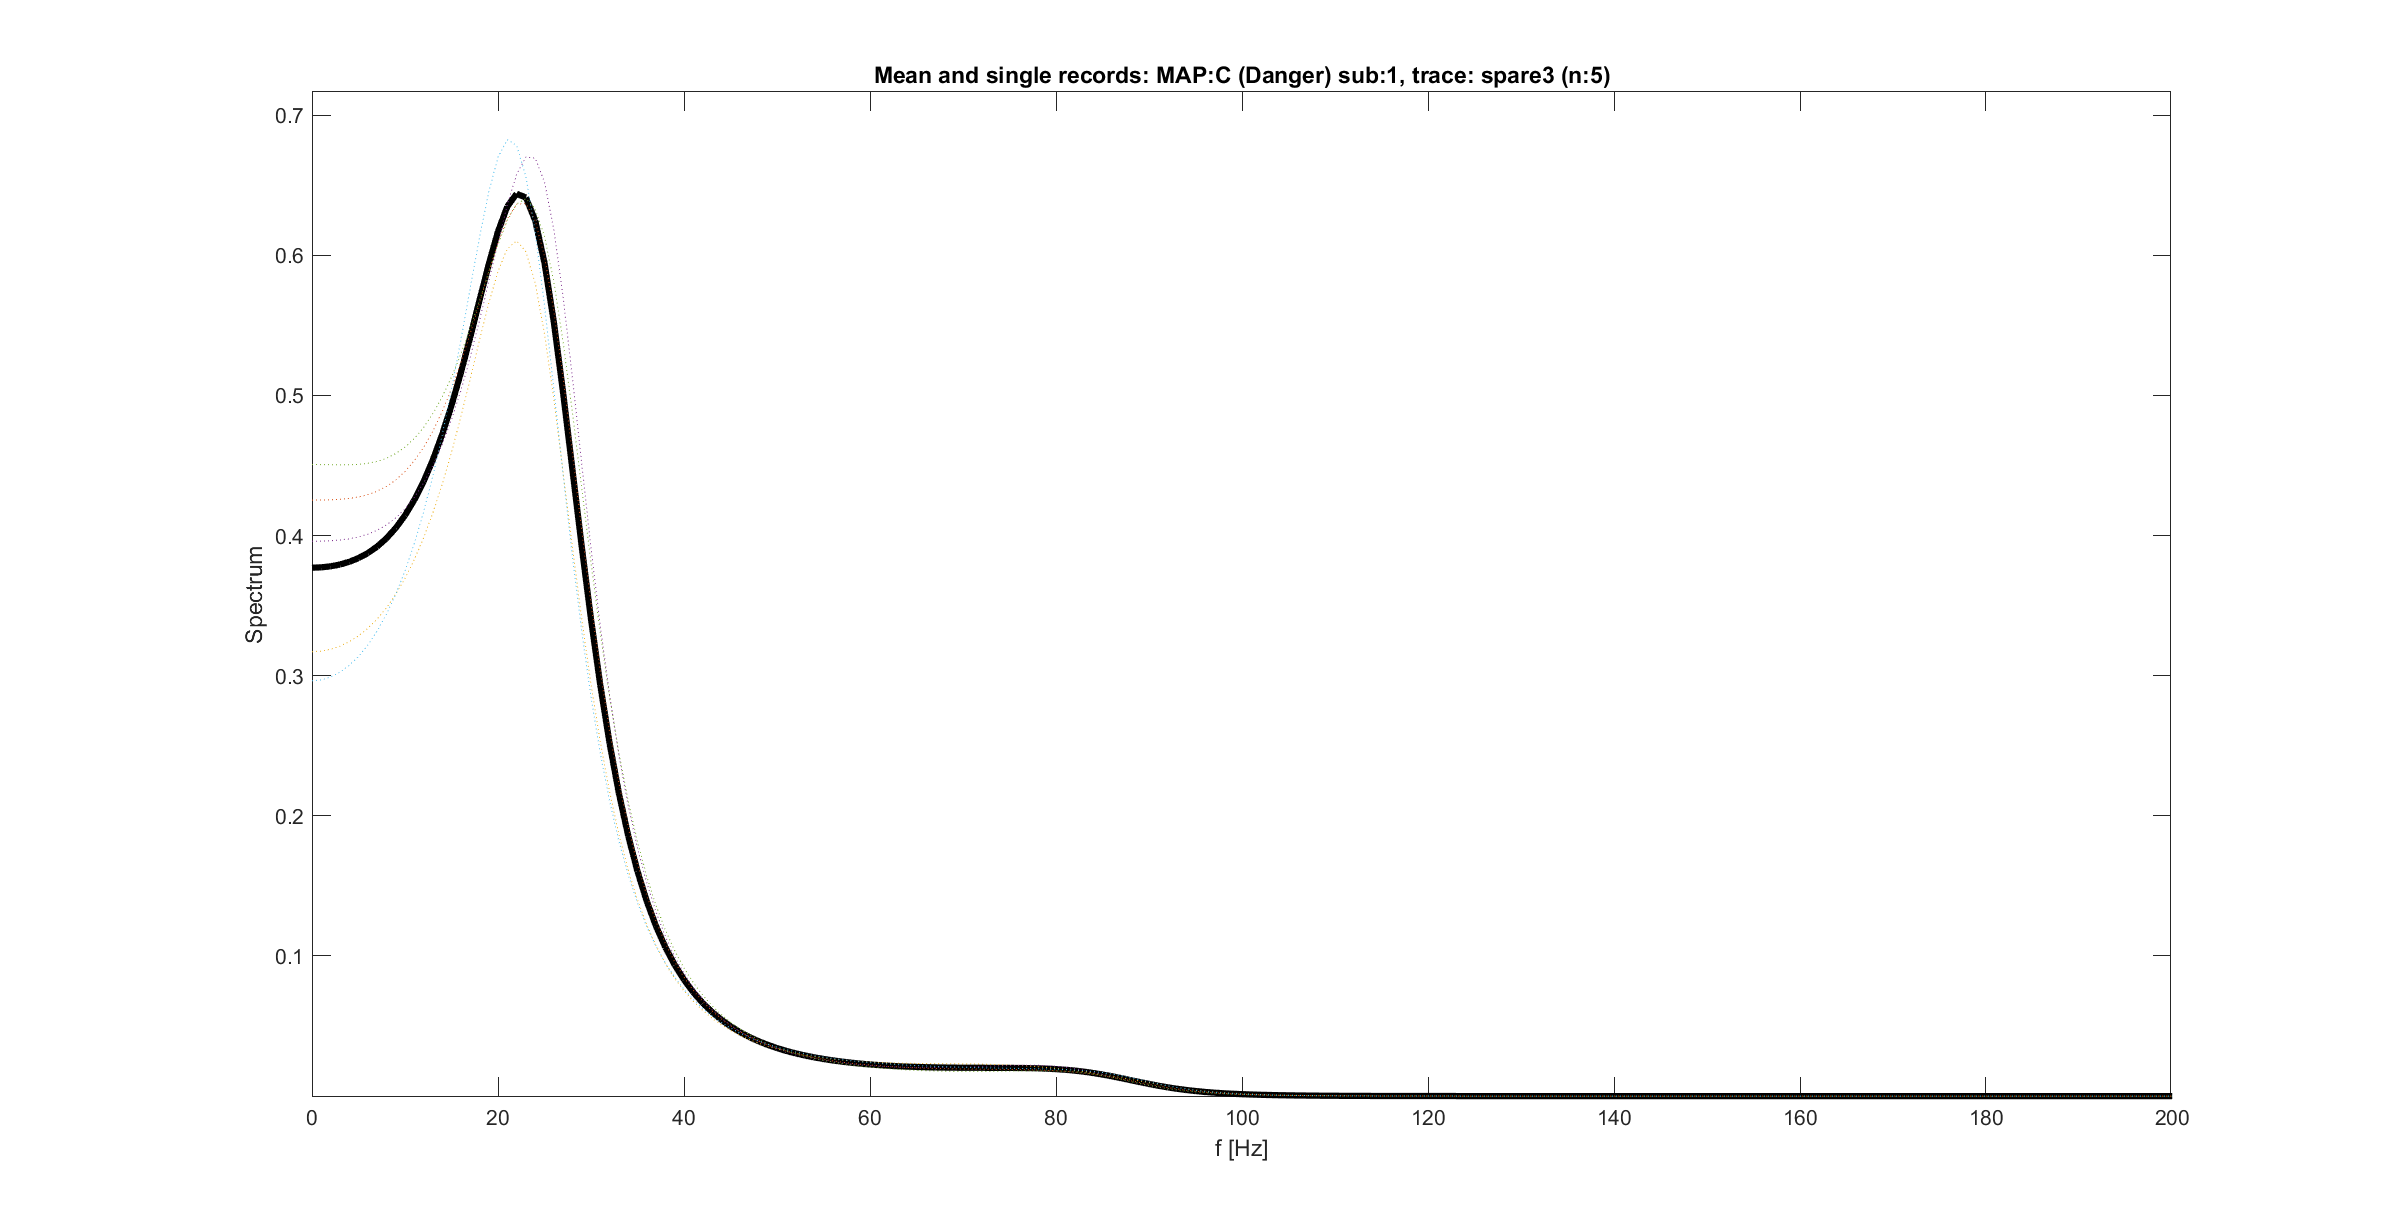 Mean and single records: MAP:C (Danger) sub:1, trace: spare3 (n:5)
0.7
0.6
0.5
0.4
0.3
0.2
0.1
Spectrum
0 20 40 60 80 100 120 140 160 180 200
f [Hz]